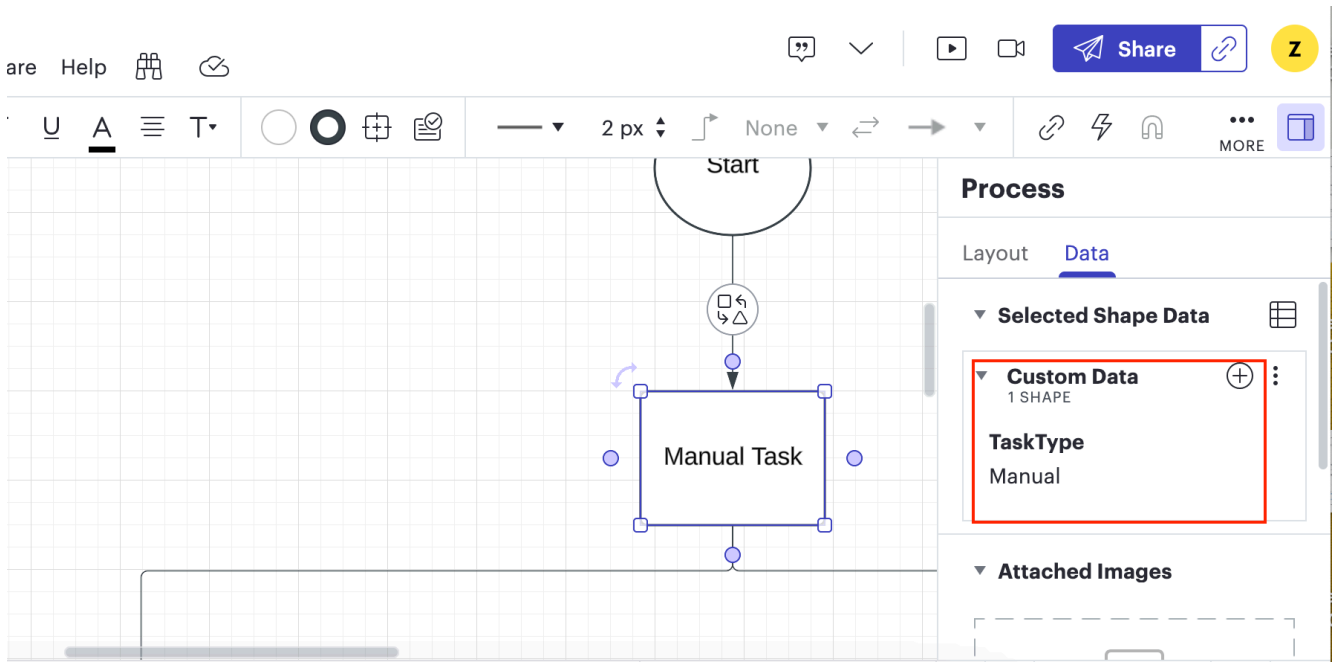 are Help
Share
Z
U A T
2 px
None
MORE
Start
Process
Layout Data
Selected Shape Data
Custom Data
1 SHAPE
TaskType
Manual
Manual Task
Attached Images